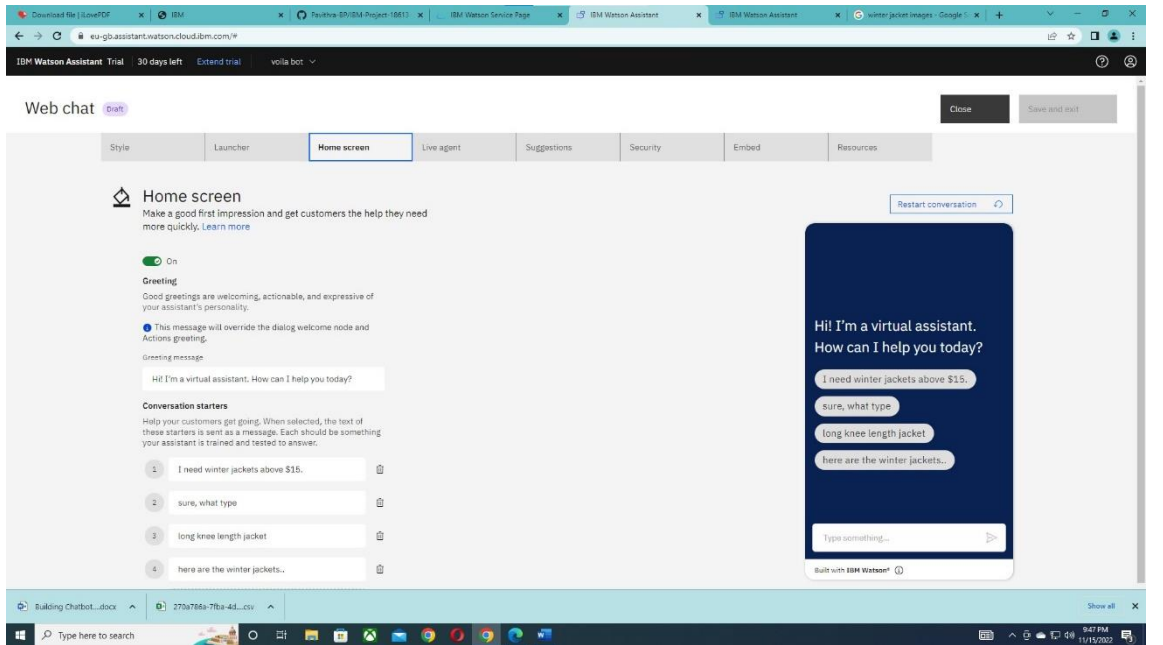 Download file | iLovePDF
IBM
Pavithra-EP/IBM-Project-18613
IBM Watson Service Page
IBM Watson Assistant
IBM Watson Assistant
winter jacket images - Google S
eu-gb.assistant.watson.cloud.ibm.com/#
IBM Watson Assistant Trial 30 days left Extend trial voila bot
Web chat Draft
Close
Save and exit
Style Launcher Home screen Live agent Suggestions Security Embed Resources
Home screen
Make a good first impression and get customers the help they need
more quickly. Learn more
On
Greeting
Good greetings are welcoming, actionable, and expressive of
your assistant's personality.
This message will override the dialog welcome node and
Actions greeting.
Greeting message
Hi! I'm a virtual assistant. How can I help you today?
Conversation starters
Help your customers get going. When selected, the text of
these starters is sent as a message. Each should be something
your assistant is trained and tested to answer.
1 I need winter jackets above $15.
2 sure, what type
3 long knee length jacket
4 here are the winter jackets..
Restart conversation
Hi! I'm a virtual assistant.
How can I help you today?
I need winter jackets above $15.
sure, what type
long knee length jacket
here are the winter jackets..
Type something...
Built with IBM Watson®
Building Chatbot....docx
270a786a-7fba-4d....csv
Show all
Type here to search
9:47 PM
11/15/2022